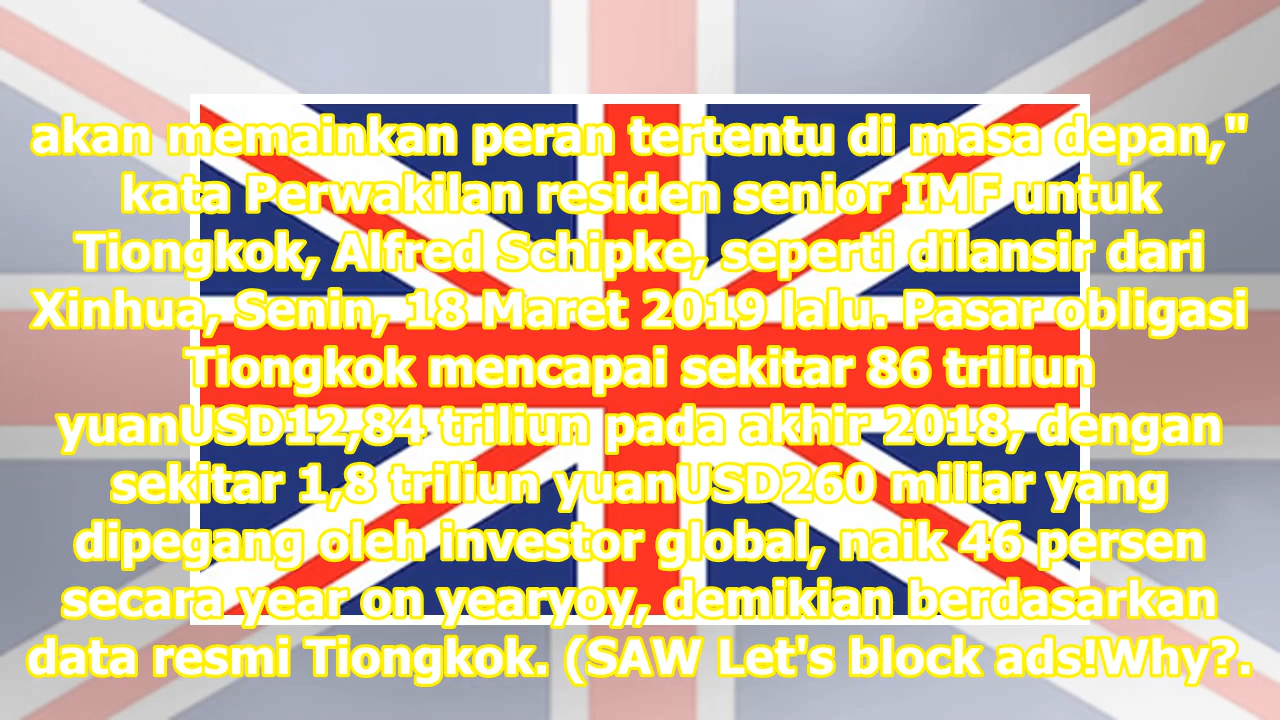 akan memainkan peran tertentu di masa depan,"
kata Perwakilan residen senior IMF untuk
Tiongkok, Alfred Schipke, seperti dilansir dari
Xinhua, Senin, 18 Maret 2019 lalu. Pasar obligasi
Tiongkok mencapai sekitar 86 triliun
yuanUSD12,84 triliun pada akhir 2018, dengan
sekitar 1,8 triliun yuanUSD260 miliar yang
dipegang oleh investor global, naik 46 persen
secara year on yearyoy, demikian berdasarkan
data resmi Tiongkok. (SAW Let's block ads!Why?.